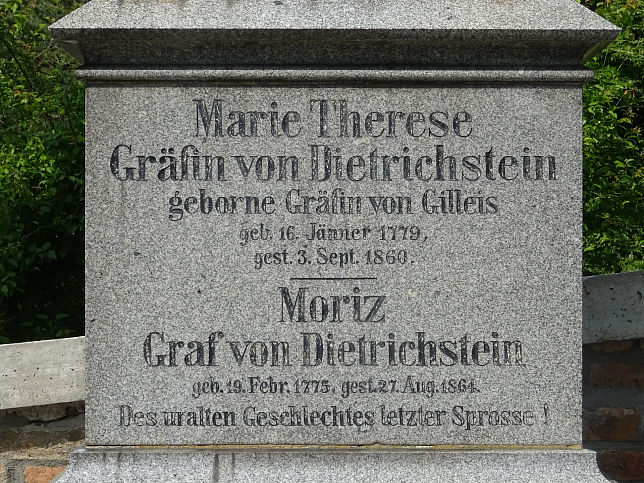 Marie Therese
Gräfin von Dietrichstein
geborne Gräfin von Gilleis
geb. 16. Jänner 1779,
gest. 3. Sept. 1860.
Moriz
Graf von Dietrichstein
geb. 19. Febr. 1775, gest. 27. Aug. 1864.
Des uralten Geschlechtes letzter Sprosse!